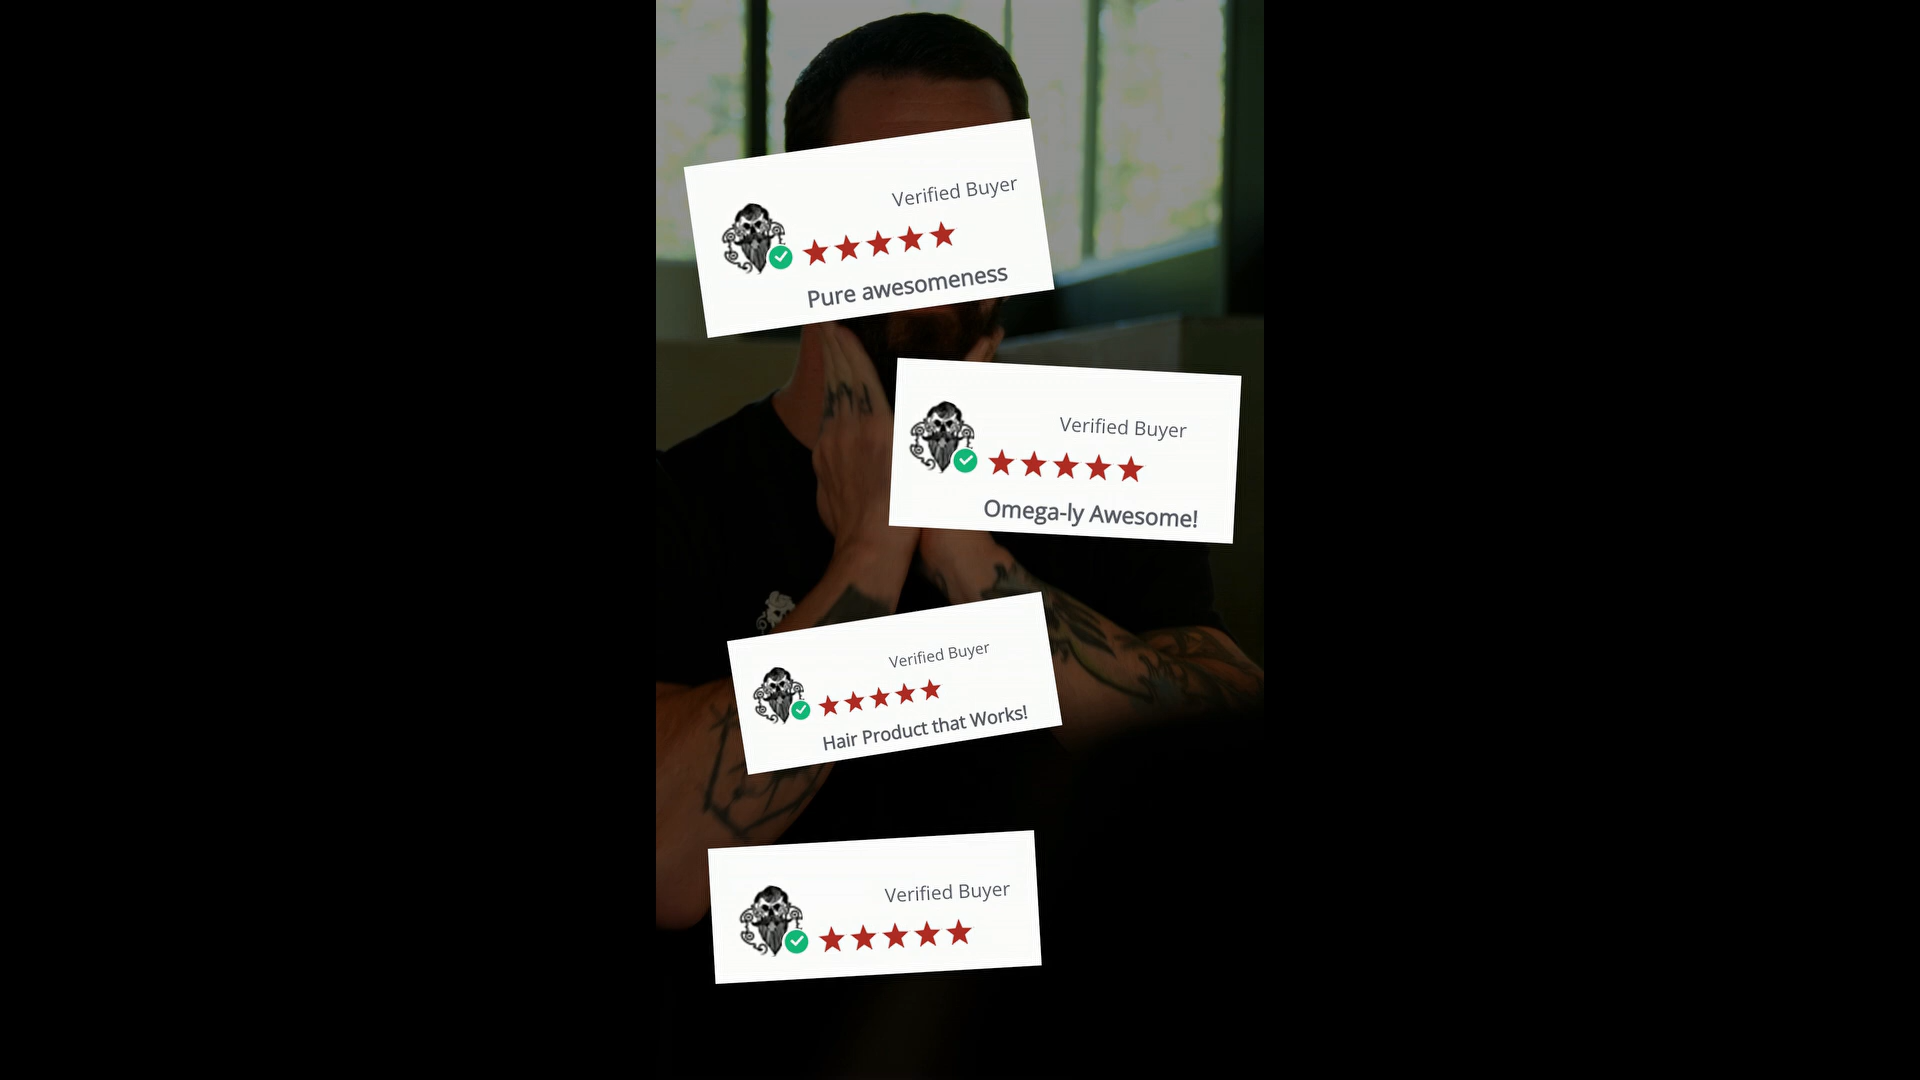 Verified Buyer
Pure awesomeness
Verified Buyer
Omega-ly Awesome!
Verified Buyer
Hair Product that Works!
Verified Buyer